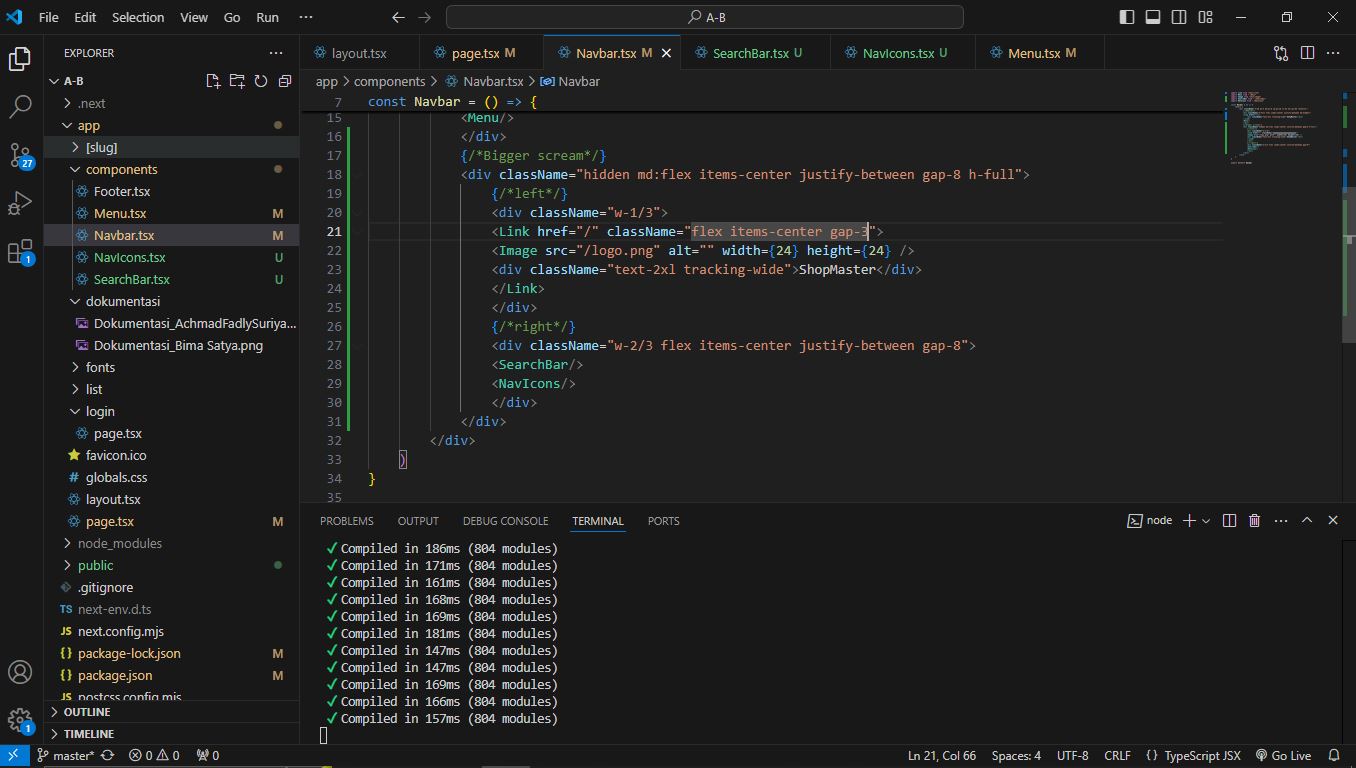 File Edit Selection View Go Run ··· A-B
EXPLORER ···
A-B
.next
app
[slug]
components
Footer.tsx
Menu.tsx M
Navbar.tsx M
NavIcons.tsx U
SearchBar.tsx U
dokumentasi
Dokumentasi_AchmadFadlySuriya...
Dokumentasi_Bima Satya.png
fonts
list
login
page.tsx
favicon.ico
globals.css
layout.tsx
page.tsx M
node_modules
public
.gitignore
TS next-env.d.ts
JS next.config.mjs
{} package-lock.json M
{} package.json M
JS postcss.config.mjs
OUTLINE
TIMELINE
27
1
1
layout.tsx page.tsx M Navbar.tsx M SearchBar.tsx U NavIcons.tsx U Menu.tsx M ···
app > components > Navbar.tsx > Navbar
7 const Navbar = () => {
15 <Menu/>
16 </div>
17 {/*Bigger scream*/}
18 <div className="hidden md:flex items-center justify-between gap-8 h-full">
19 {/*left*/}
20 <div className="w-1/3">
21 <Link href="/" className="flex items-center gap-3">
22 <Image src="/logo.png" alt="" width={24} height={24} />
23 <div className="text-2xl tracking-wide">ShopMaster</div>
24 </Link>
25 </div>
26 {/*right*/}
27 <div className="w-2/3 flex items-center justify-between gap-8">
28 <SearchBar/>
29 <NavIcons/>
30 </div>
31 </div>
32 </div>
33 )
34 }
35
PROBLEMS OUTPUT DEBUG CONSOLE TERMINAL PORTS node ···
✓ Compiled in 186ms (804 modules)
✓ Compiled in 171ms (804 modules)
✓ Compiled in 161ms (804 modules)
✓ Compiled in 168ms (804 modules)
✓ Compiled in 169ms (804 modules)
✓ Compiled in 181ms (804 modules)
✓ Compiled in 147ms (804 modules)
✓ Compiled in 147ms (804 modules)
✓ Compiled in 169ms (804 modules)
✓ Compiled in 166ms (804 modules)
✓ Compiled in 157ms (804 modules)
master* 0 0 0 Ln 21, Col 66 Spaces: 4 UTF-8 CRLF {} TypeScript JSX Go Live